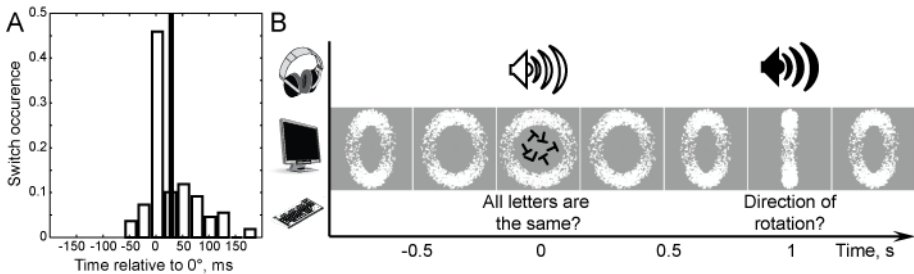 A
B
Switch occurence
0.5
0.4
0.3
0.2
0.1
0
-150 -100 -50 0 50 100 150
Time relative to 0°, ms
All letters are
the same?
Direction of
rotation?
-0.5 0 0.5 1 Time, s